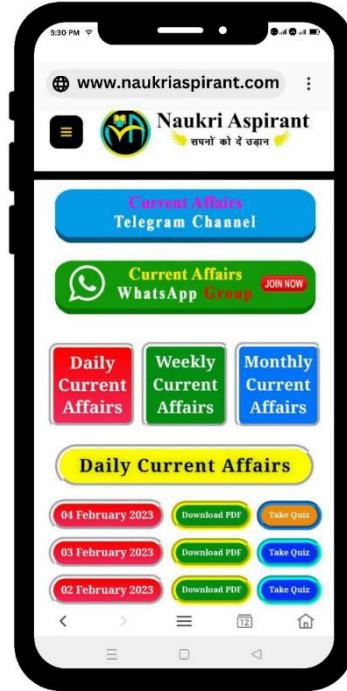 5:30 PM
www.naukriaspirant.com
Naukri Aspirant
सपनों को दें उड़ान
Current Affairs
Telegram Channel
Current Affairs
WhatsApp Group
JOIN NOW
Daily
Current
Affairs
Weekly
Current
Affairs
Monthly
Current
Affairs
Daily Current Affairs
04 February 2023 Download PDF Take Quiz
03 February 2023 Download PDF Take Quiz
02 February 2023 Download PDF Take Quiz
12